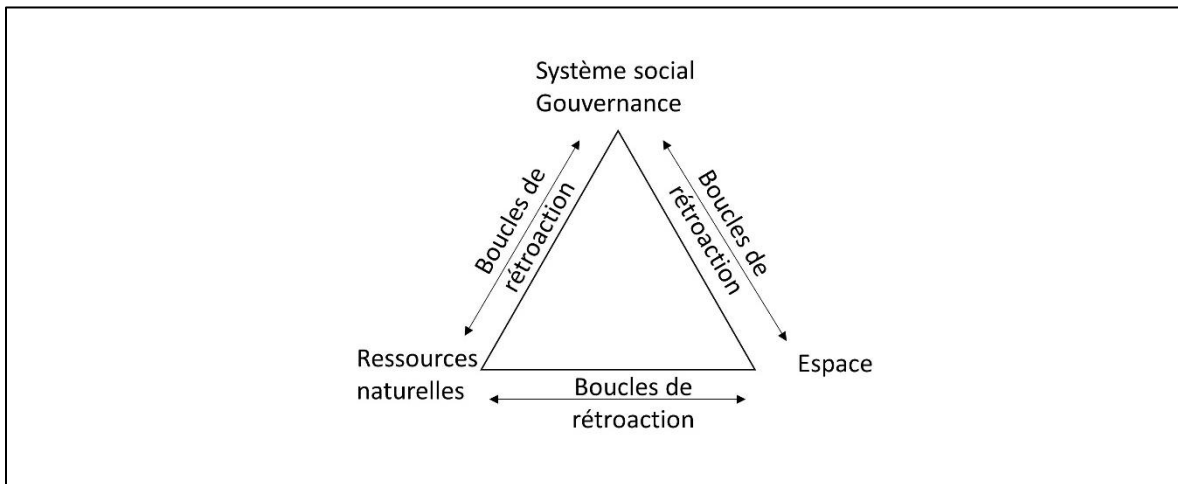 Système social
Gouvernance
Boucles de
rétroaction
Boucles de
rétroaction
Ressources
naturelles
Espace
Boucles de
rétroaction